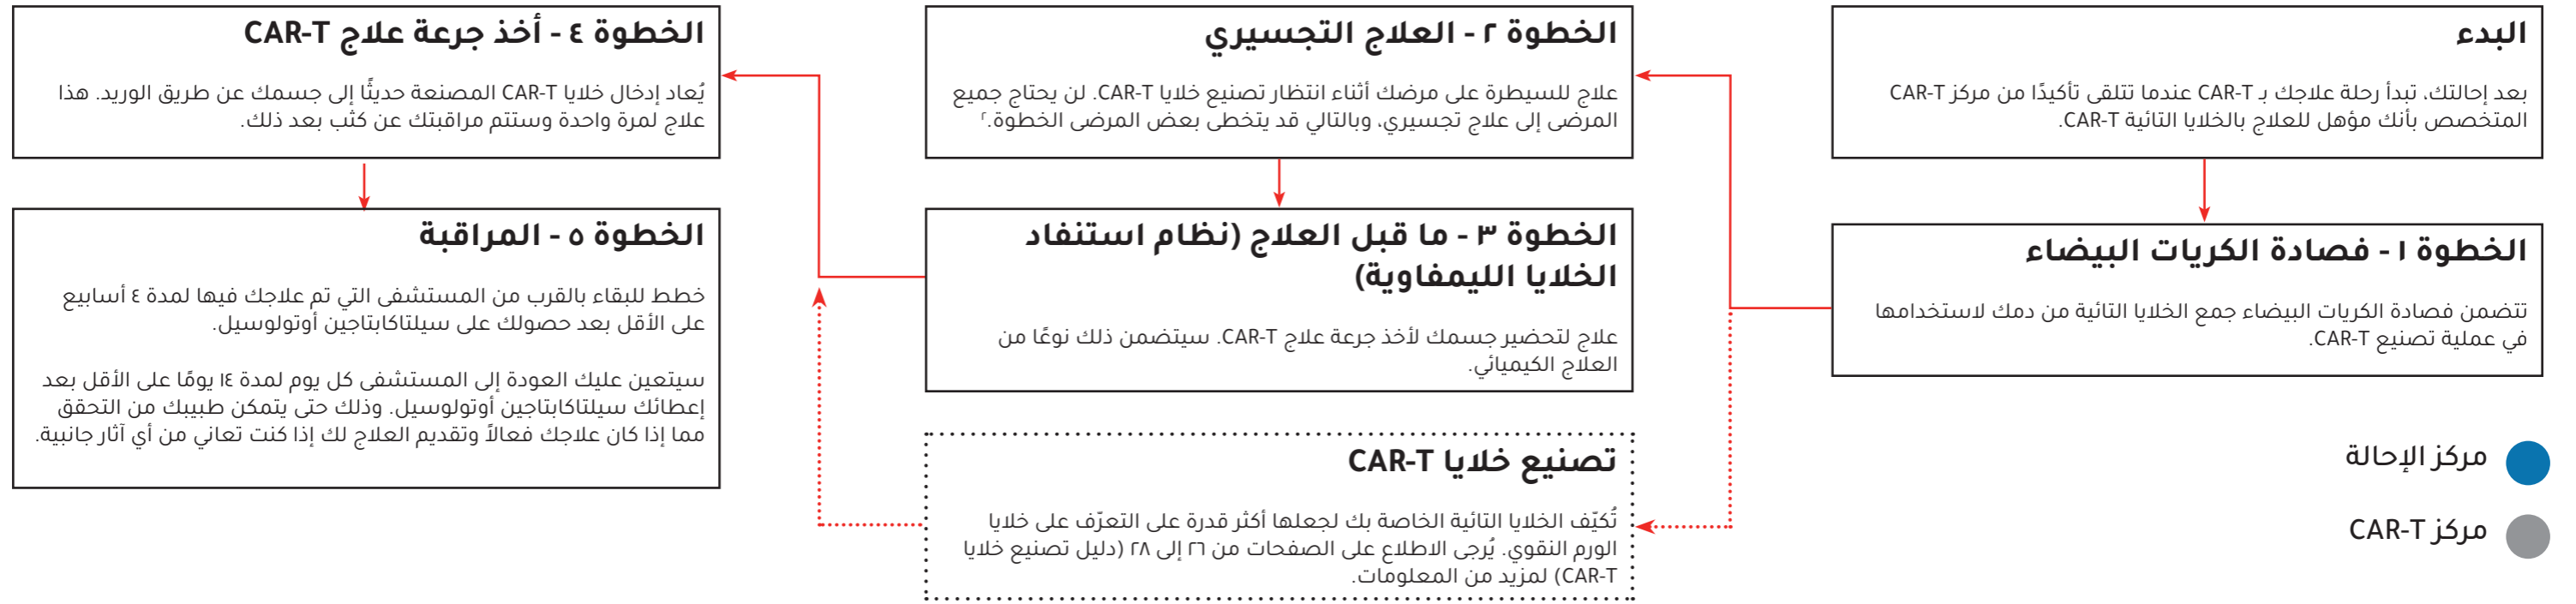 البدء
بعد إحالتك، تبدأ رحلة علاجك بـ CAR-T عندما تتلقى تأكيدًا من مركز CAR-T
المتخصص بأنك مؤهل للعلاج بالخلايا التائية CAR-T.
الخطوة ١ - فصادة الكريات البيضاء
تتضمن فصادة الكريات البيضاء جمع الخلايا التائية من دمك لاستخدامها
في عملية تصنيع CAR-T.
مركز الإحالة
مركز CAR-T
الخطوة ٢ - العلاج التجسيري
علاج للسيطرة على مرضك أثناء انتظار تصنيع خلايا CAR-T. لن يحتاج جميع
المرضى إلى علاج تجسيري، وبالتالي قد يتخطى بعض المرضى الخطوة.٢
الخطوة ٣ - ما قبل العلاج (نظام استنفاد
الخلايا الليمفاوية)
علاج لتحضير جسمك لأخذ جرعة علاج CAR-T. سيتضمن ذلك نوعًا من
العلاج الكيميائي.
تصنيع خلايا CAR-T
تُكيّف الخلايا التائية الخاصة بك لجعلها أكثر قدرة على التعرّف على خلايا
الورم النقوي. يُرجى الاطلاع على الصفحات من ٢٦ إلى ٢٨ (دليل تصنيع خلايا
CAR-T) لمزيد من المعلومات.
الخطوة ٤ - أخذ جرعة علاج CAR-T
يُعاد إدخال خلايا CAR-T المصنعة حديثًا إلى جسمك عن طريق الوريد. هذا
علاج لمرة واحدة وستتم مراقبتك عن كثب بعد ذلك.
الخطوة ٥ - المراقبة
خطط للبقاء بالقرب من المستشفى التي تم علاجك فيها لمدة ٤ أسابيع
على الأقل بعد حصولك على سيلتاكابتاجين أوتولوسيل.
سيتعين عليك العودة إلى المستشفى كل يوم لمدة ١٤ يومًا على الأقل بعد
إعطائك سيلتاكابتاجين أوتولوسيل. وذلك حتى يتمكن طبيبك من التحقق
مما إذا كان علاجك فعالاً وتقديم العلاج لك إذا كنت تعاني من أي آثار جانبية.